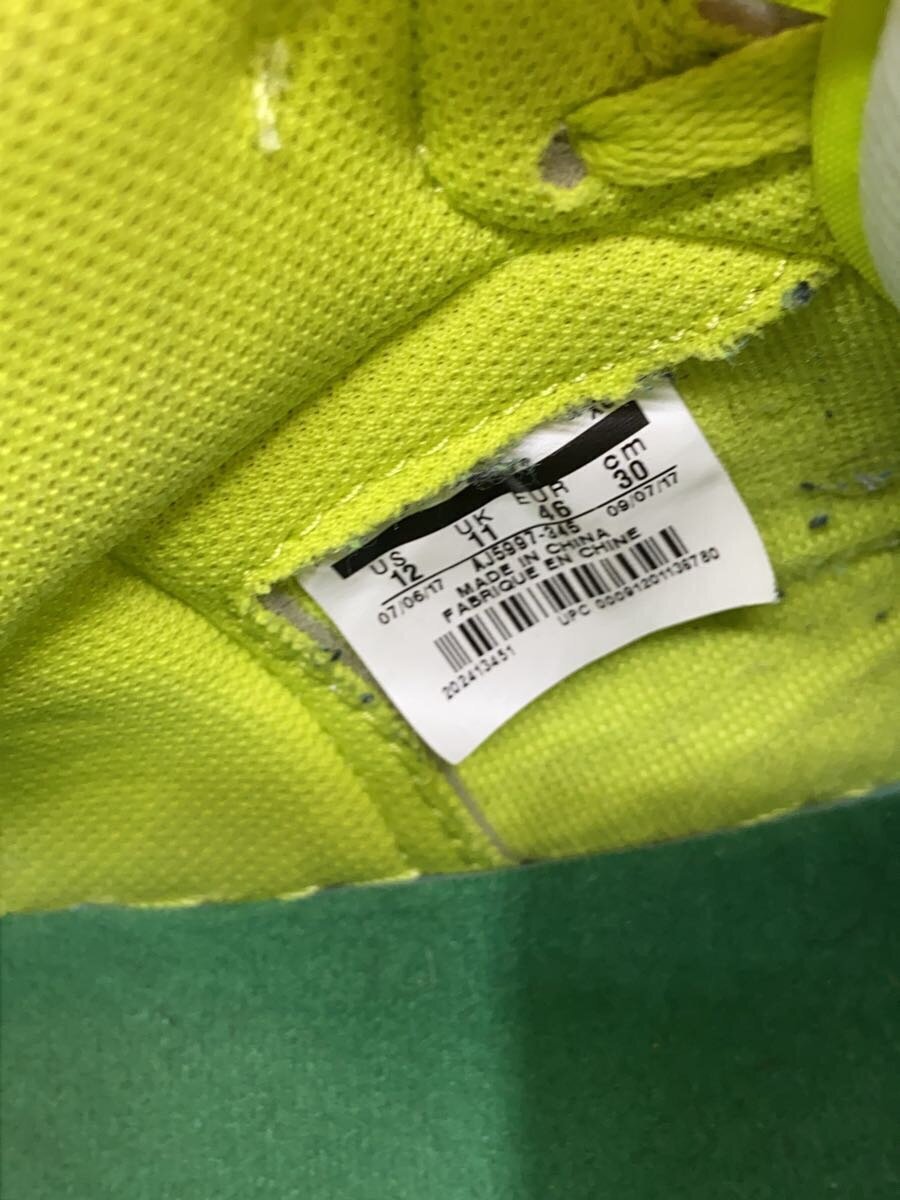 US UK EUR cm
12 11 46 30
07/06/17 AJ5997-345 09/07/17
MADE IN CHINA
FABRIQUE EN CHINE
UPC 00091201136780
202413451